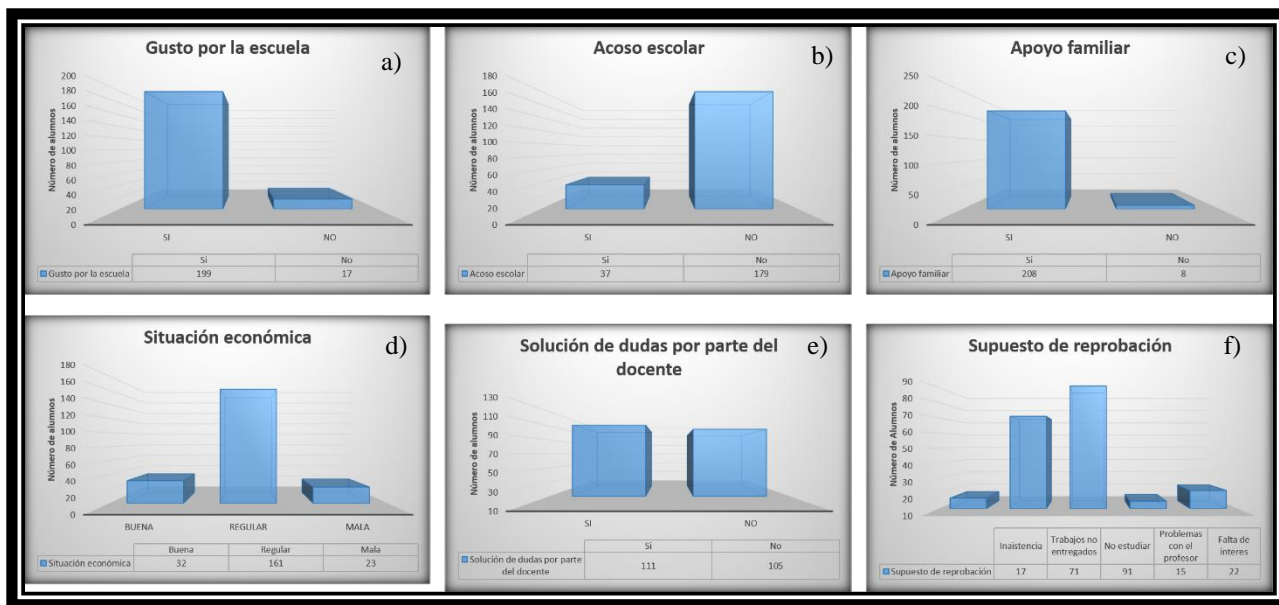 Gusto por la escuela
a)
Número de alumnos
200
180
160
140
120
100
80
60
40
20
0
SI NO
Si No
Gusto por la escuela 199 17
Acoso escolar
b)
Número de alumnos
180
160
140
120
100
80
60
40
20
0
SI NO
Si No
Acoso escolar 37 179
Apoyo familiar
c)
Número de alumnos
250
200
150
100
50
0
SI NO
Si No
Apoyo familiar 208 8
Situación económica
d)
Número de alumnos
180
160
140
120
100
80
60
40
20
0
BUENA REGULAR MALA
Buena Regular Mala
Situación económica 32 161 23
Solución de dudas por parte del
docente
e)
Número de alumnos
130
110
90
70
50
30
10
SI NO
Si No
Solución de dudas por parte
del docente
111 105
Supuesto de reprobación
f)
Número de Alumnos
90
80
70
60
50
40
30
20
10
Inaistencia
Trabajos no
entregados
No estudiar
Problemas
con el
profesor
Falta de
interes
Supuesto de reprobación 17 71 91 15 22